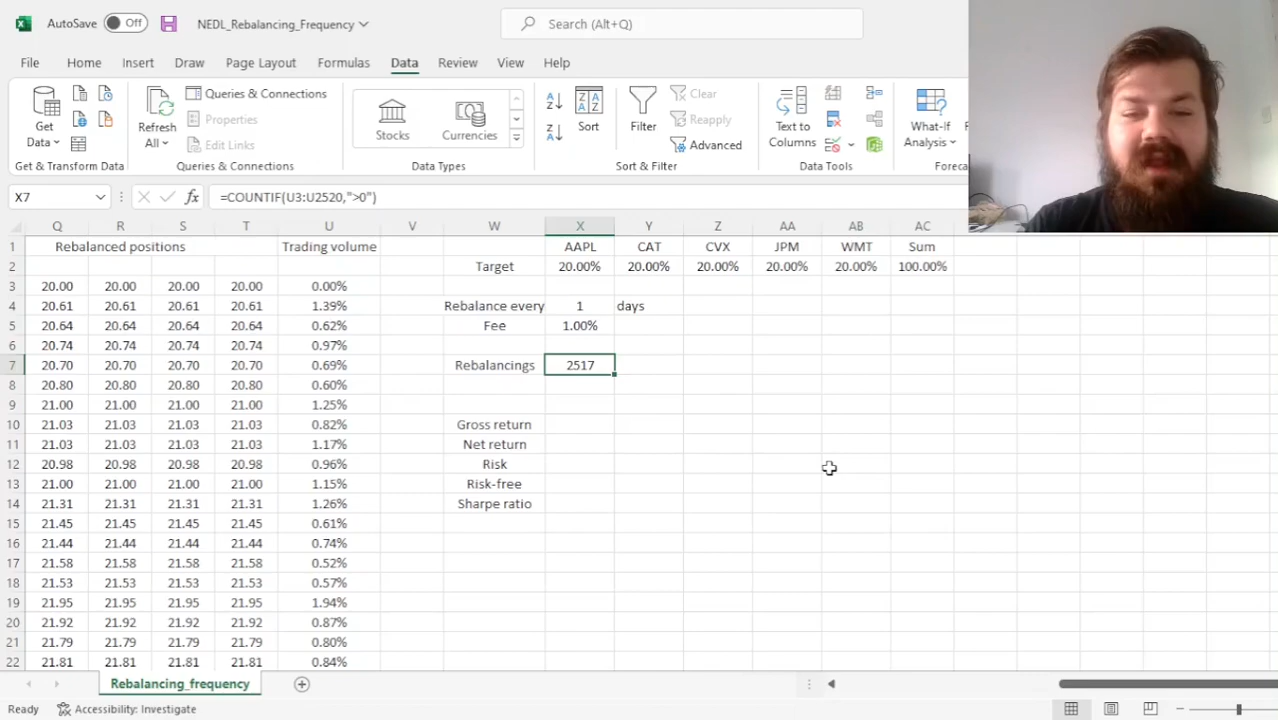 AutoSave Off NEDL_Rebalancing_Frequency Search (Alt+Q)
File Home Insert Draw Page Layout Formulas Data Review View Help
Get Data Refresh All Queries & Connections Properties Edit Links Stocks Currencies Sort Filter Clear Reapply Advanced Text to Columns What-If Analysis
Get & Transform Data Queries & Connections Data Types Sort & Filter Data Tools Foreca
X7 fx =COUNTIF(U3:U2520,">0")
Q R S T U V W X Y Z AA AB AC
1 Rebalanced positions Trading volume AAPL CAT CVX JPM WMT Sum
2 Target 20.00% 20.00% 20.00% 20.00% 20.00% 100.00%
3 20.00 20.00 20.00 20.00 0.00%
4 20.61 20.61 20.61 20.61 1.39% Rebalance every 1 days
5 20.64 20.64 20.64 20.64 0.62% Fee 1.00%
6 20.74 20.74 20.74 20.74 0.97%
7 20.70 20.70 20.70 20.70 0.69% Rebalancings 2517
8 20.80 20.80 20.80 20.80 0.60%
9 21.00 21.00 21.00 21.00 1.25%
10 21.03 21.03 21.03 21.03 0.82% Gross return
11 21.03 21.03 21.03 21.03 1.17% Net return
12 20.98 20.98 20.98 20.98 0.96% Risk
13 21.00 21.00 21.00 21.00 1.15% Risk-free
14 21.31 21.31 21.31 21.31 1.26% Sharpe ratio
15 21.45 21.45 21.45 21.45 0.61%
16 21.44 21.44 21.44 21.44 0.74%
17 21.58 21.58 21.58 21.58 0.52%
18 21.53 21.53 21.53 21.53 0.57%
19 21.95 21.95 21.95 21.95 1.94%
20 21.92 21.92 21.92 21.92 0.87%
21 21.79 21.79 21.79 21.79 0.80%
22 21.81 21.81 21.81 21.81 0.84%
Rebalancing_frequency
Ready Accessibility: Investigate